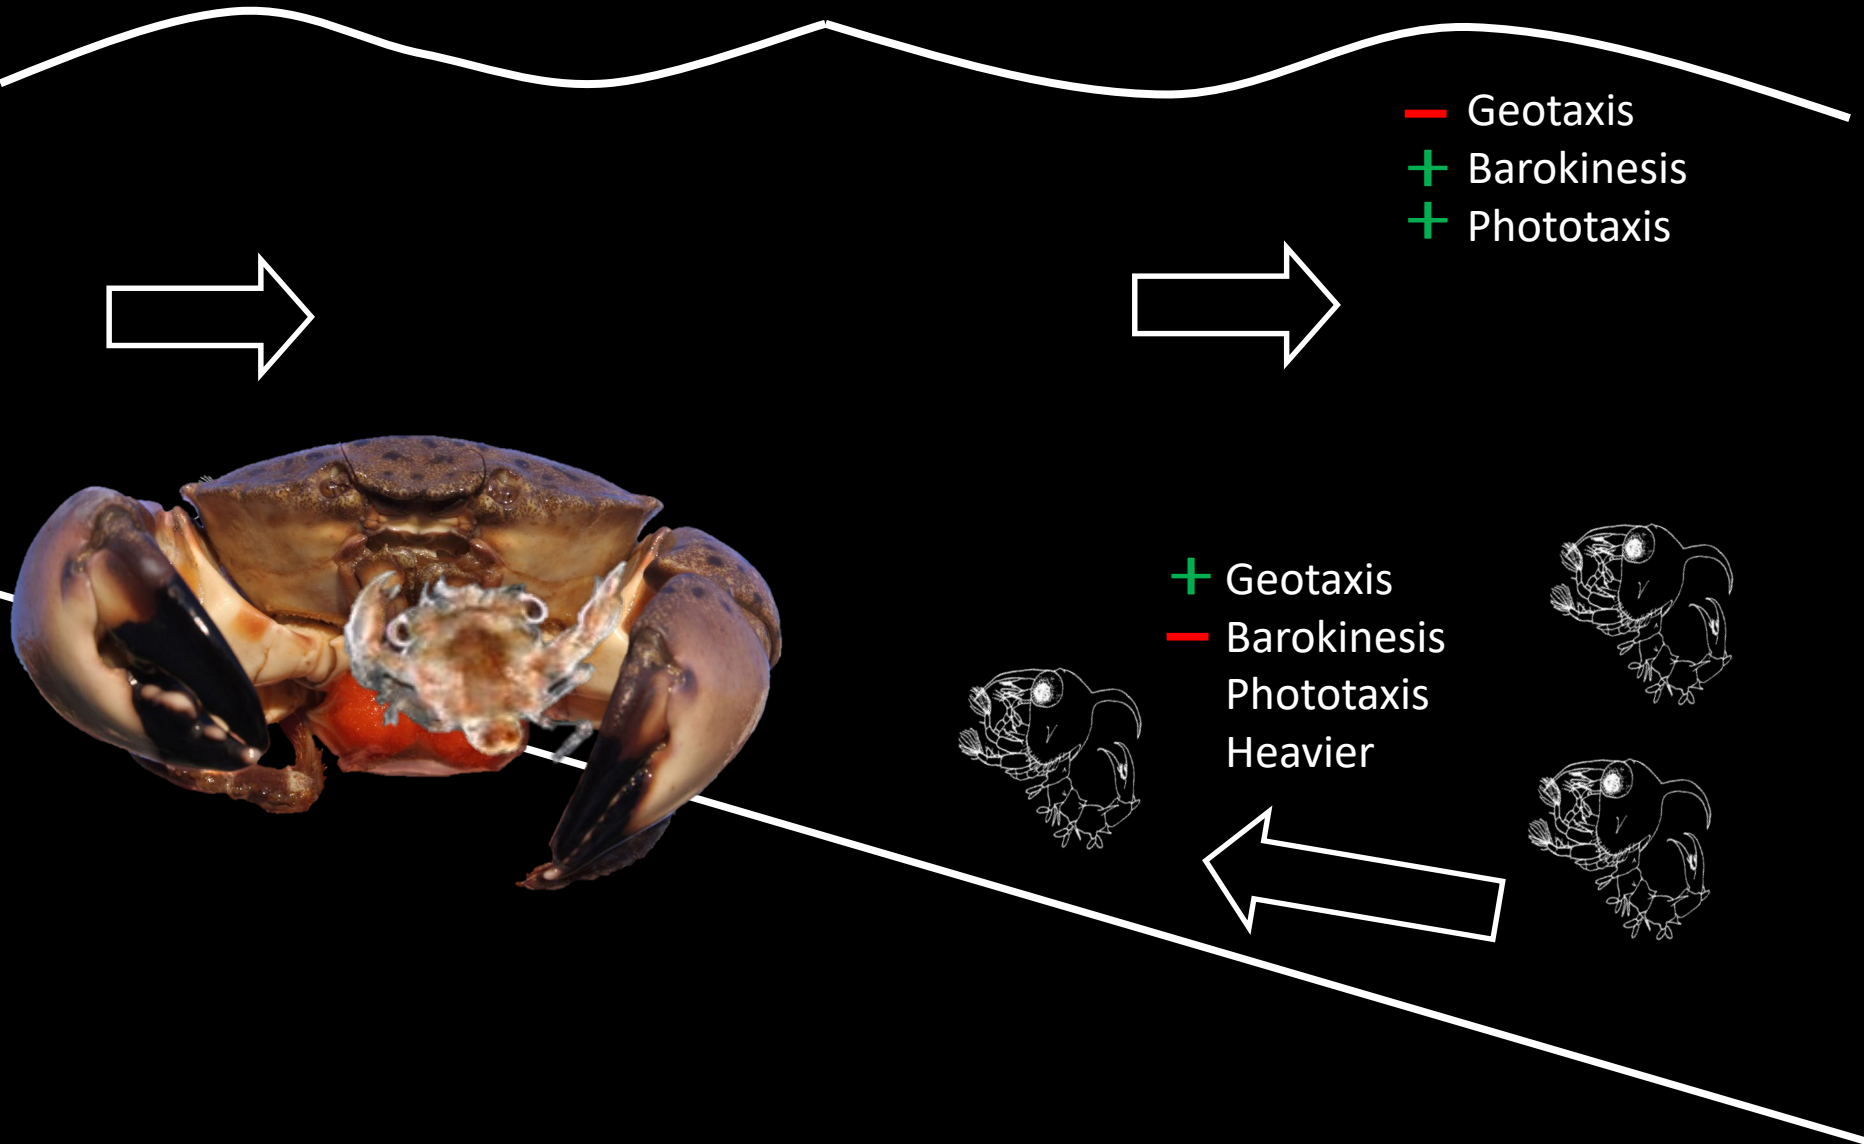 − Geotaxis
+ Barokinesis
+ Phototaxis
+ Geotaxis
− Barokinesis
Phototaxis
Heavier